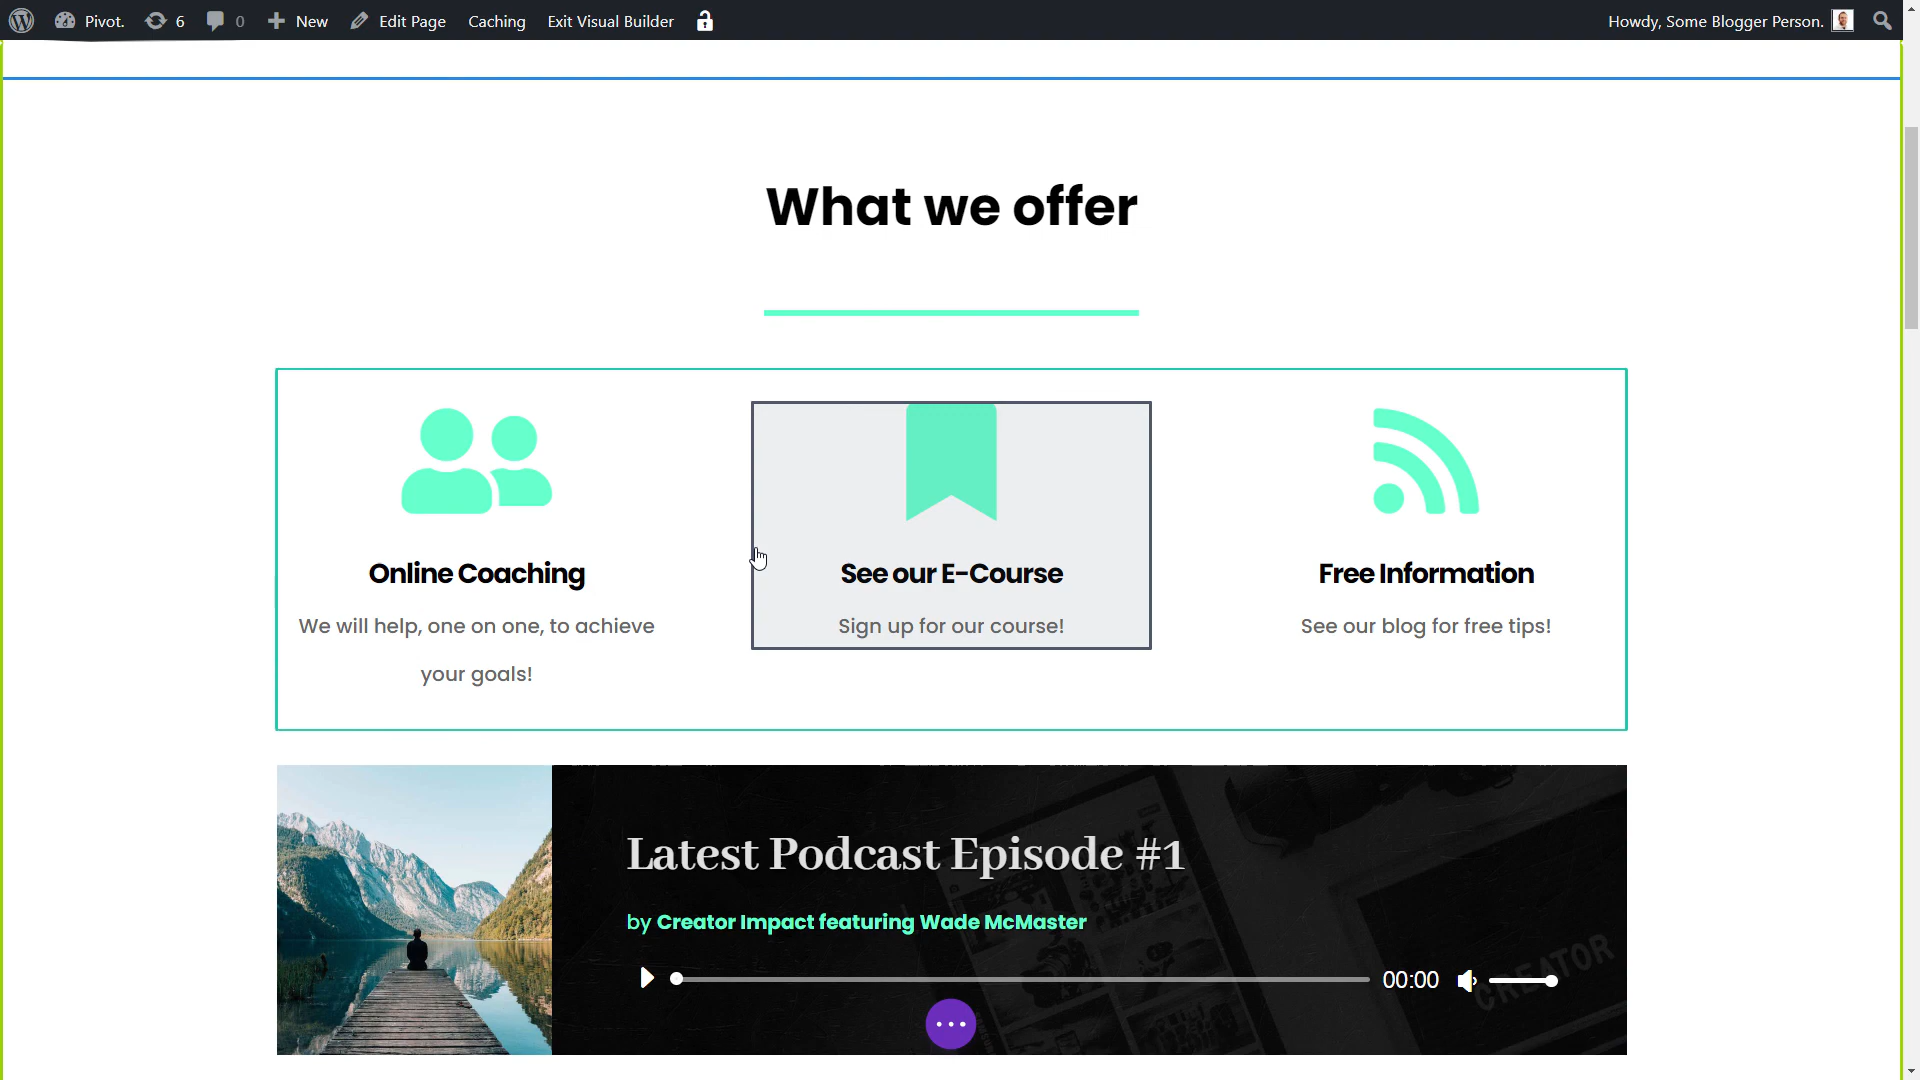 Pivot. 6 0 New Edit Page Caching Exit Visual Builder Howdy, Some Blogger Person.
What we offer
Online Coaching
We will help, one on one, to achieve
your goals!
See our E-Course
Sign up for our course!
Free Information
See our blog for free tips!
Latest Podcast Episode #1
by Creator Impact featuring Wade McMaster
00:00
CREATOR